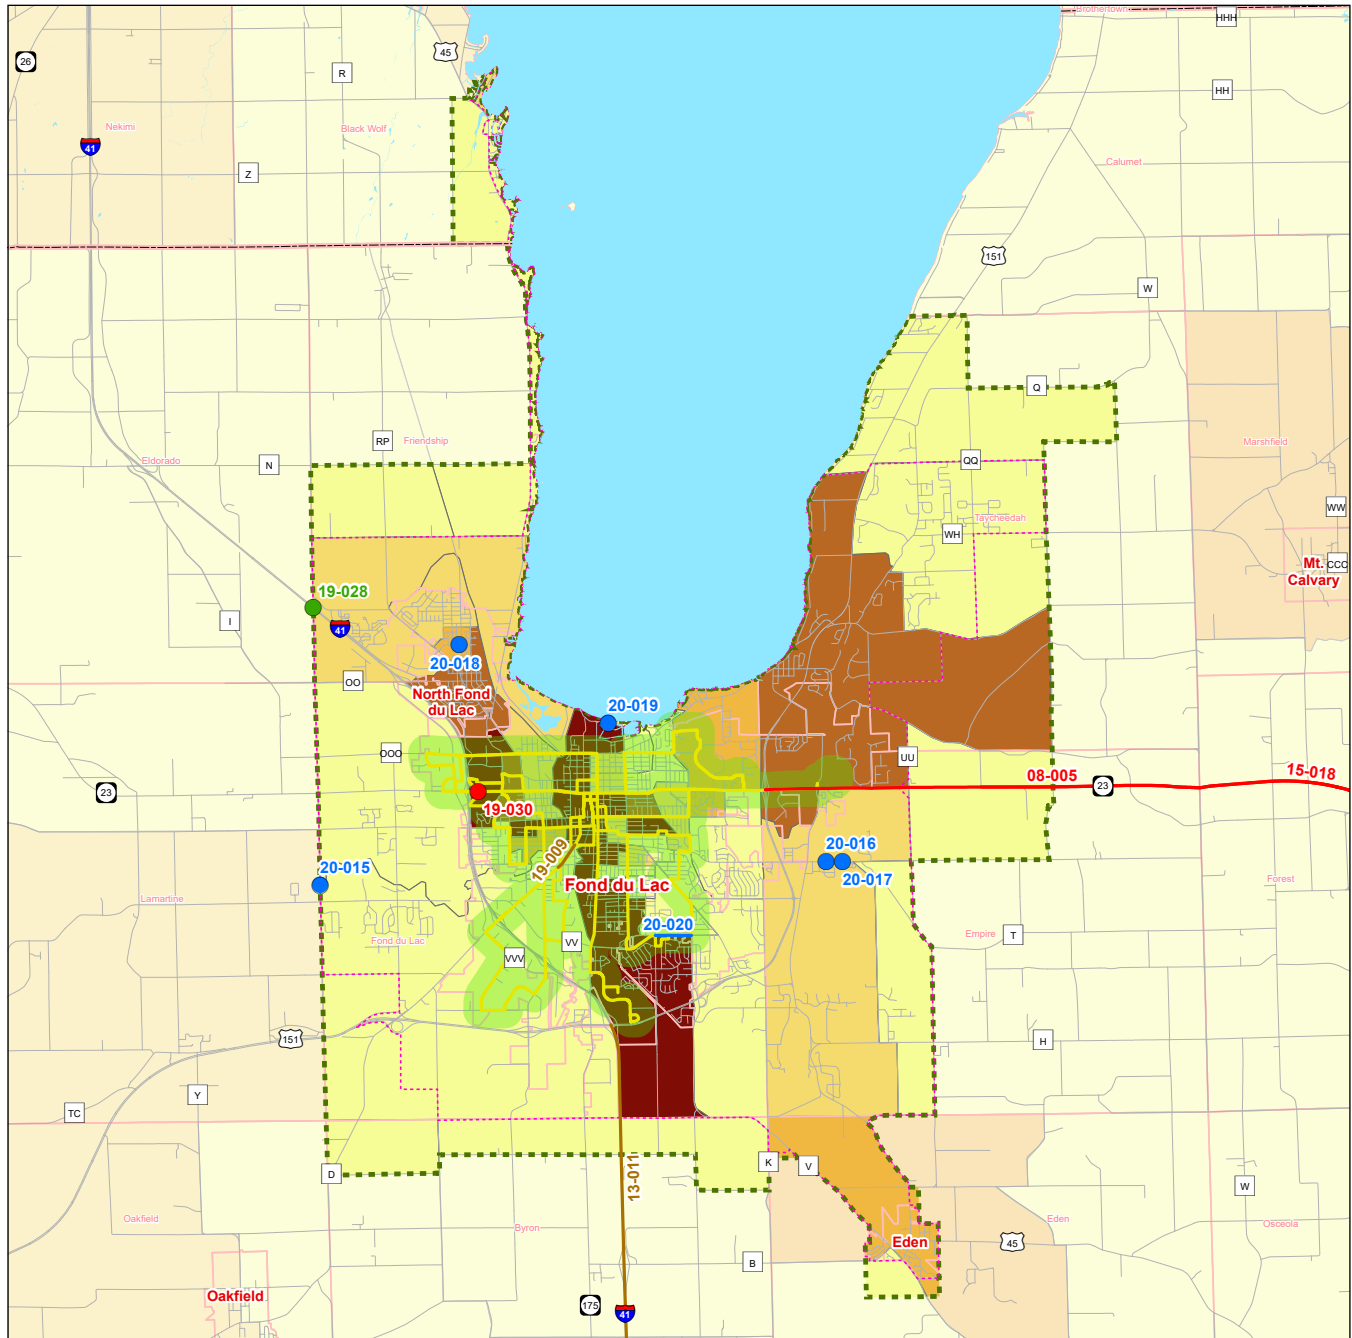 Brothertown
HHH
45
26
R
HH
Nekimi
Black Wolf
41
Calumet
Z
151
W
Q
RP
Friendship
Marshfield
Eldorado
N
QQ
WW
Taycheedah
WH
Mt.
Calvary
CCC
19-028
I
41
20-018
OO
North Fond
du Lac
20-019
OOO
UU
08-005
15-018
23
23
19-030
19-009
20-016
20-015
20-017
Fond du Lac
Forest
Lamartine
20-020
Fond du Lac
VV
Empire
T
VVV
151
H
Y
TC
K
V
D
13-011
W
Oakfield
Byron
Eden
Osceola
Eden
45
B
Oakfield
175
41